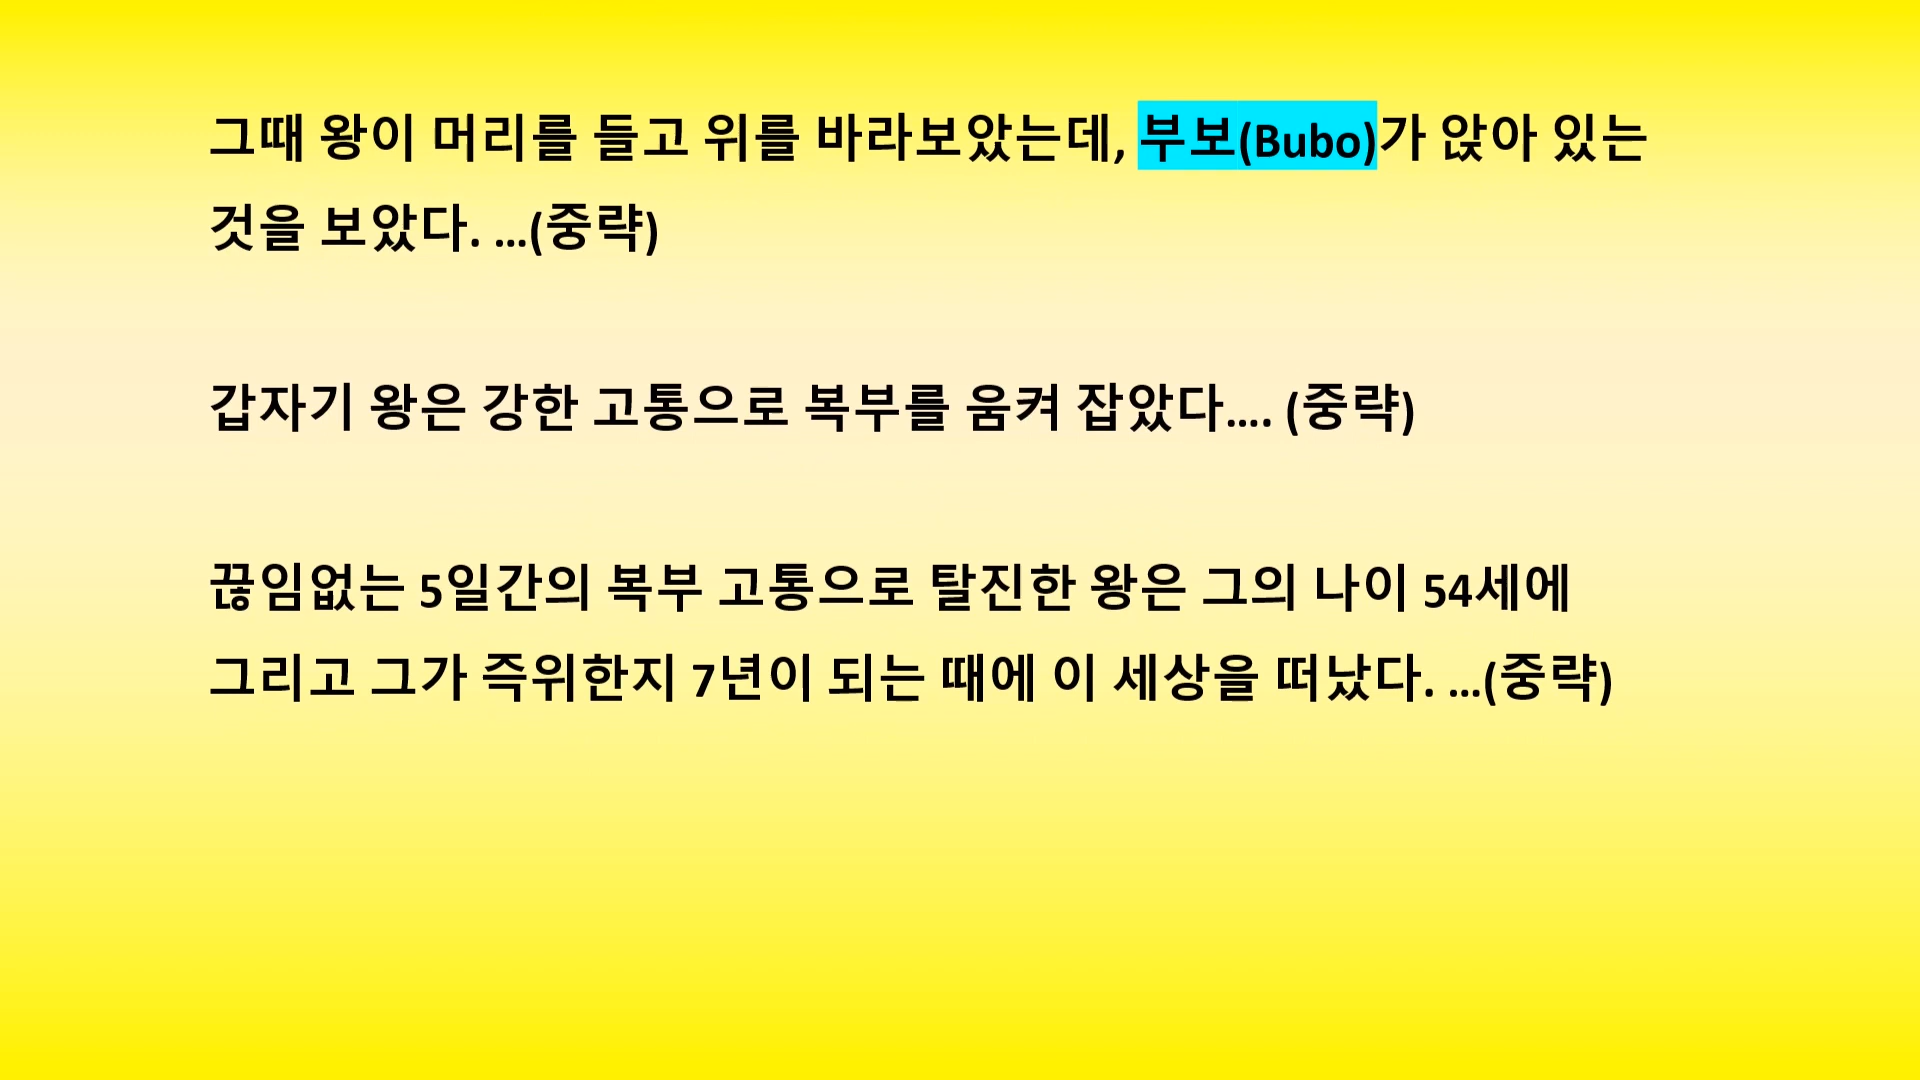 그때 왕이 머리를 들고 위를 바라보았는데, 부보(Bubo)가 앉아 있는
것을 보았다. ...(중략)
갑자기 왕은 강한 고통으로 복부를 움켜 잡았다.... (중략)
끊임없는 5일간의 복부 고통으로 탈진한 왕은 그의 나이 54세에
그리고 그가 즉위한지 7년이 되는 때에 이 세상을 떠났다. ...(중략)